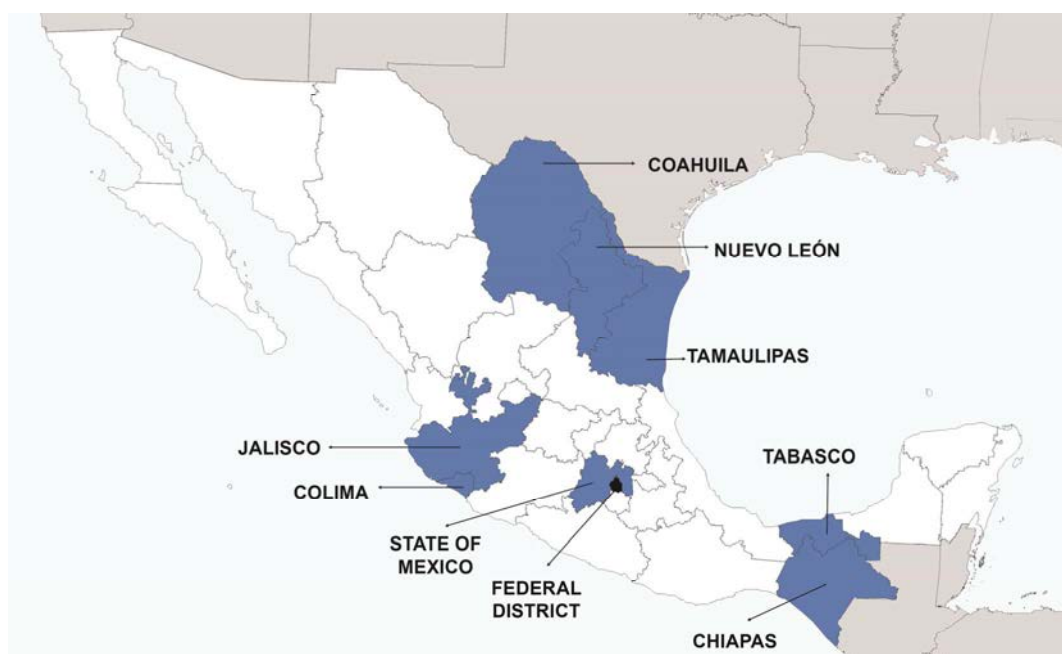 COAHUILA
NUEVO LEÓN
TAMAULIPAS
JALISCO
TABASCO
COLIMA
STATE OF
MEXICO
FEDERAL
DISTRICT
CHIAPAS